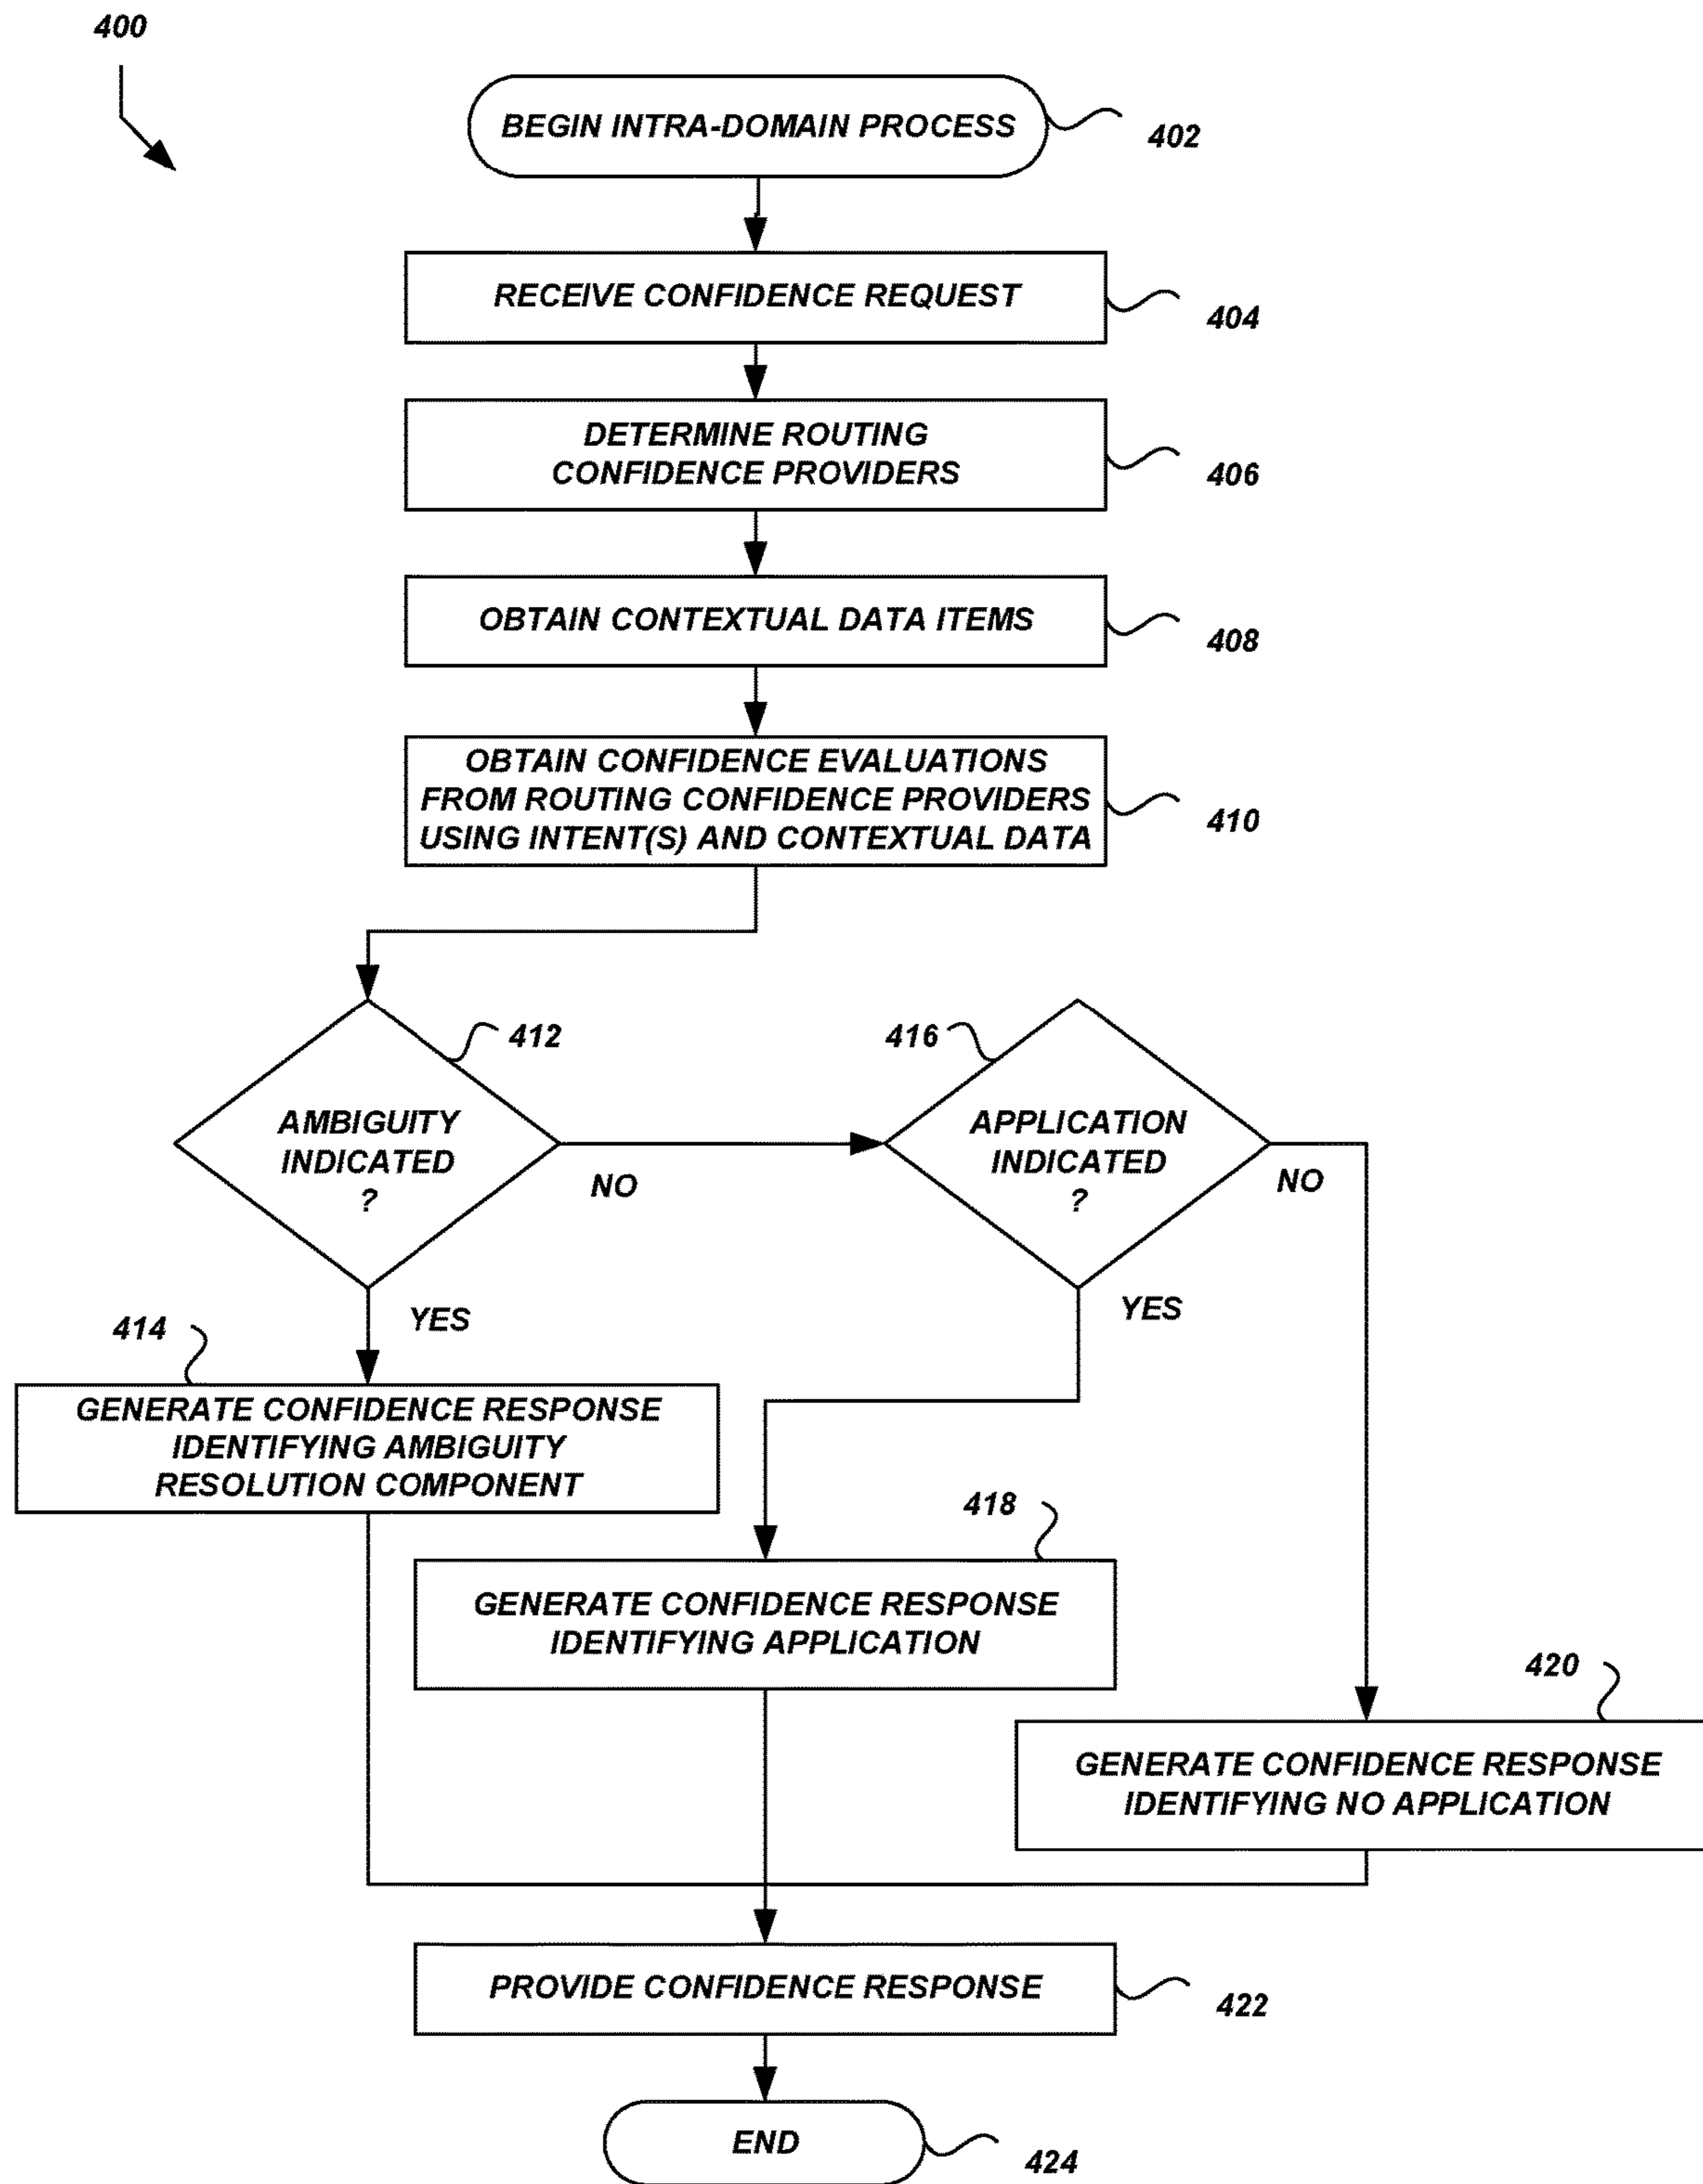 400
BEGIN INTRA-DOMAIN PROCESS
402
RECEIVE CONFIDENCE REQUEST
404
DETERMINE ROUTING
CONFIDENCE PROVIDERS
406
OBTAIN CONTEXTUAL DATA ITEMS
408
OBTAIN CONFIDENCE EVALUATIONS
FROM ROUTING CONFIDENCE PROVIDERS
USING INTENT(S) AND CONTEXTUAL DATA
410
412
AMBIGUITY
INDICATED
?
NO
YES
416
APPLICATION
INDICATED
?
NO
YES
414
GENERATE CONFIDENCE RESPONSE
IDENTIFYING AMBIGUITY
RESOLUTION COMPONENT
418
GENERATE CONFIDENCE RESPONSE
IDENTIFYING APPLICATION
420
GENERATE CONFIDENCE RESPONSE
IDENTIFYING NO APPLICATION
PROVIDE CONFIDENCE RESPONSE
422
END
424